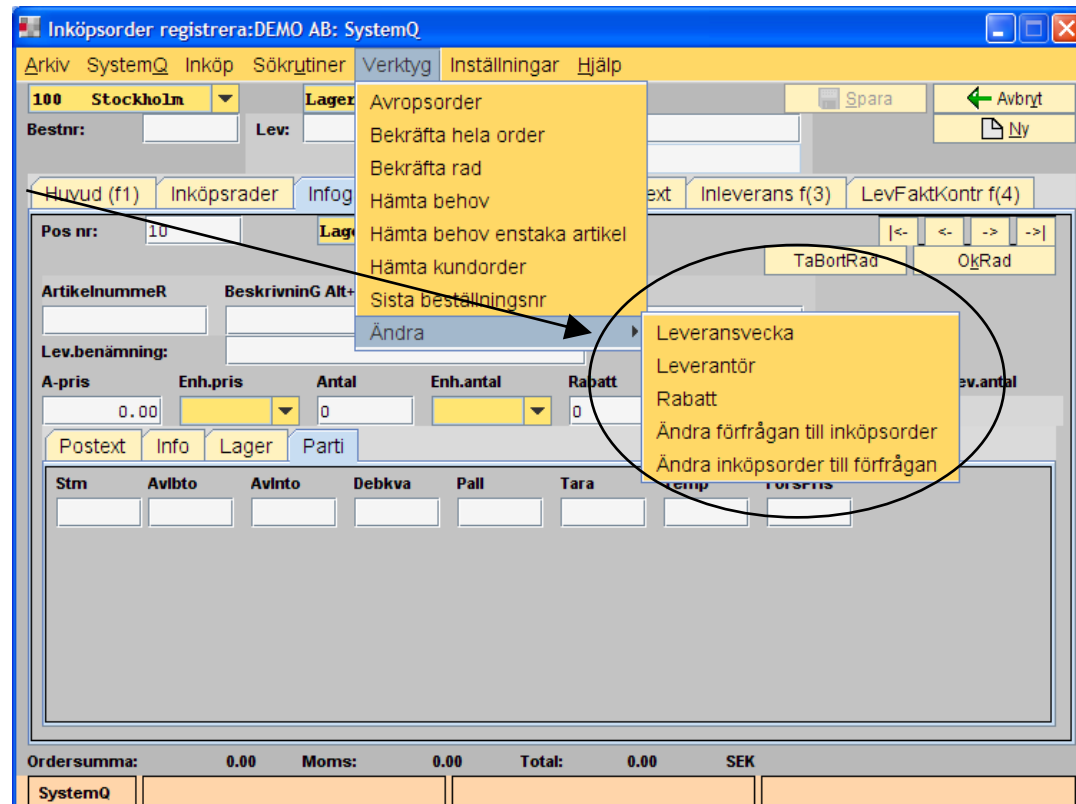 Inköpsorder registrera:DEMO AB: SystemQ
Arkiv SystemQ Inköp Sökrutiner Verktyg Inställningar Hjälp
100 Stockholm Lager Spara Avbryt
Bestnr: Lev: Ny
Avropsorder
Bekräfta hela order
Bekräfta rad
Hämta behov
Hämta behov enstaka artikel
Hämta kundorder
Sista beställningsnr
Ändra
Huvud (f1) Inköpsrader Infog ext Inleverans f(3) LevFaktKontr f(4)
Pos nr: 10 Lage |<- <- -> ->|
TaBortRad OkRad
ArtikelnummeR BeskrivninG Alt+
Leveransvecka
Leverantör
Rabatt
Ändra förfrågan till inköpsorder
Ändra inköpsorder till förfrågan
Lev.benämning:
A-pris Enh.pris Antal Enh.antal Rabatt ev.antal
0.00 0 0
Postext Info Lager Parti
Stm Avlbto Avlnto Debkva Pall Tara Temp ForsPris
Ordersumma: 0.00 Moms: 0.00 Total: 0.00 SEK
SystemQ